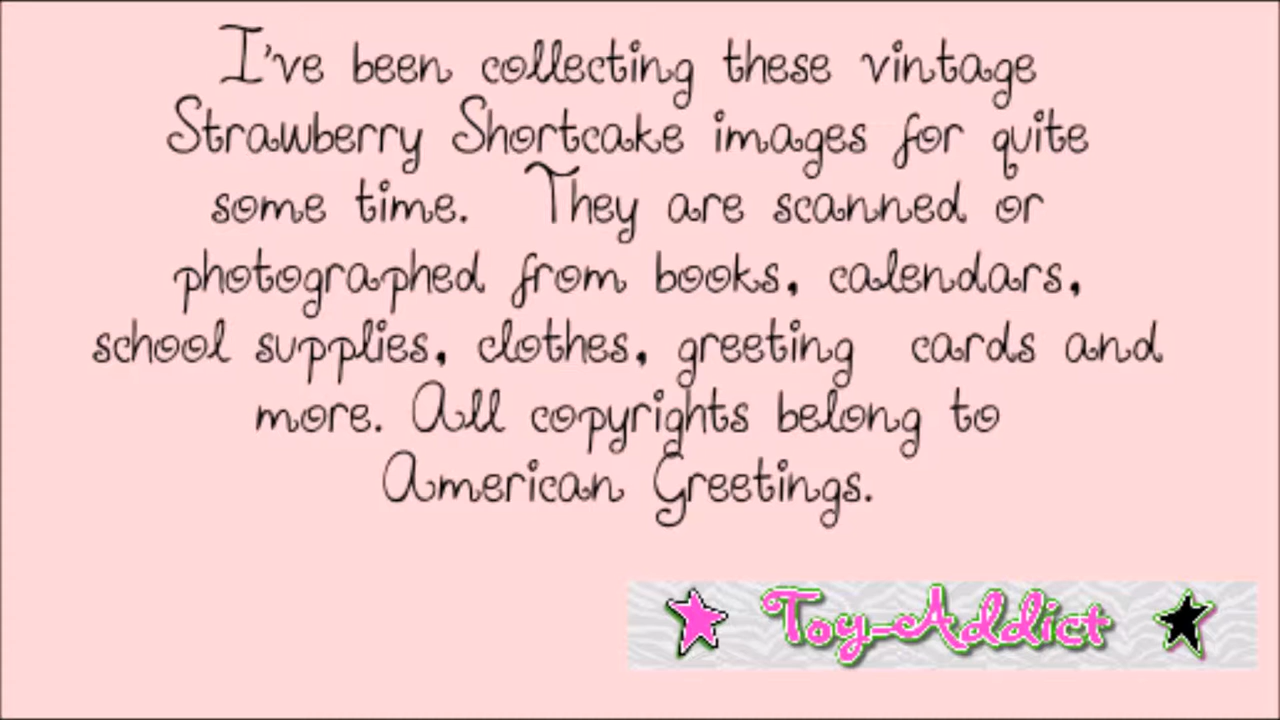 I've been collecting these vintage
Strawberry Shortcake images for quite
some time. They are scanned or
photographed from books, calendars,
school supplies, clothes, greeting cards and
more. All copyrights belong to
American Greetings.
Toy-Addict